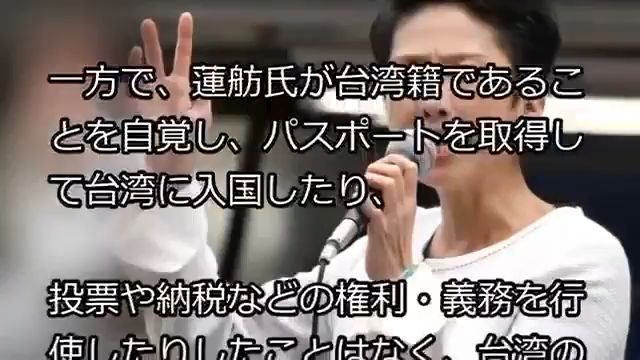 一方で、蓮舫氏が台湾籍であるこ
とを自覚し、パスポートを取得し
て台湾に入国したり、
投票や納税などの権利・義務を行
使したりしたことはなく、台湾の